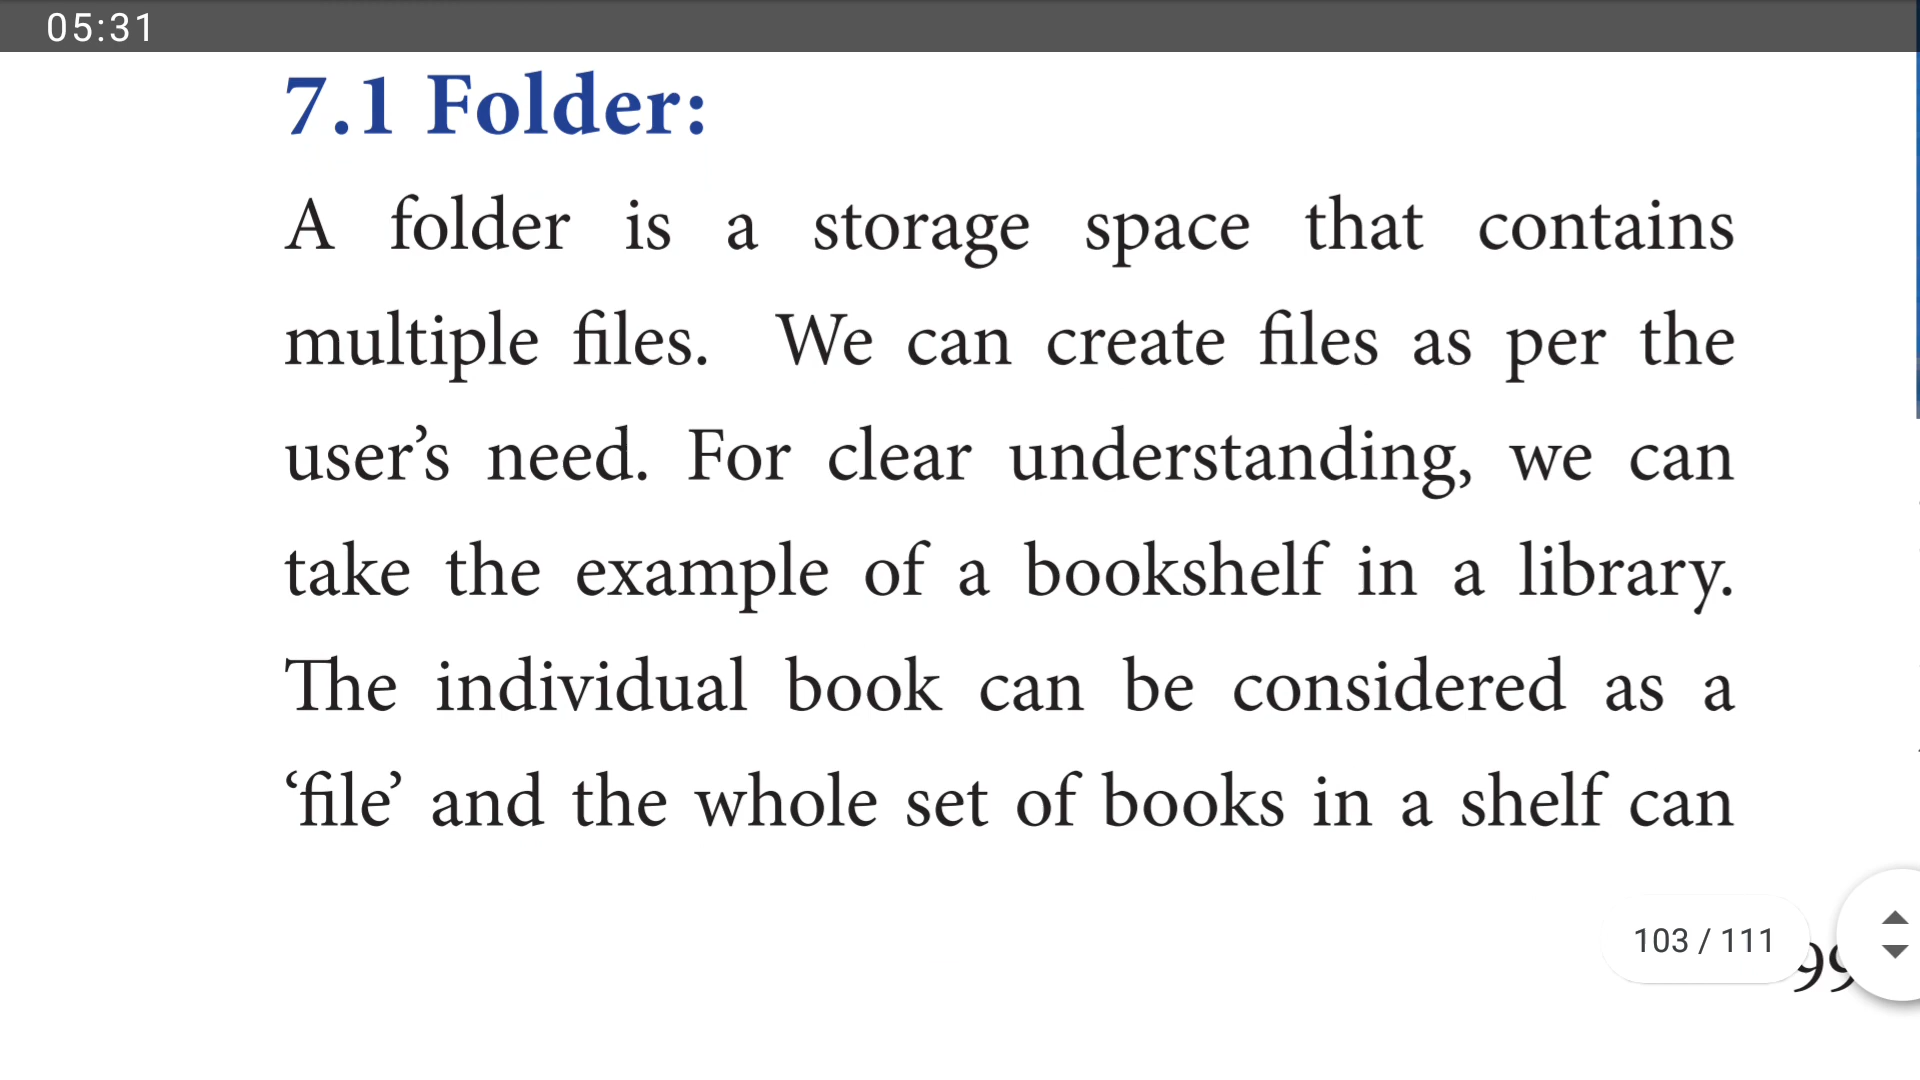 05:31
7.1 Folder:
A folder is a storage space that contains
multiple files. We can create files as per the
user’s need. For clear understanding, we can
take the example of a bookshelf in a library.
The individual book can be considered as a
‘file’ and the whole set of books in a shelf can
103 / 111
99